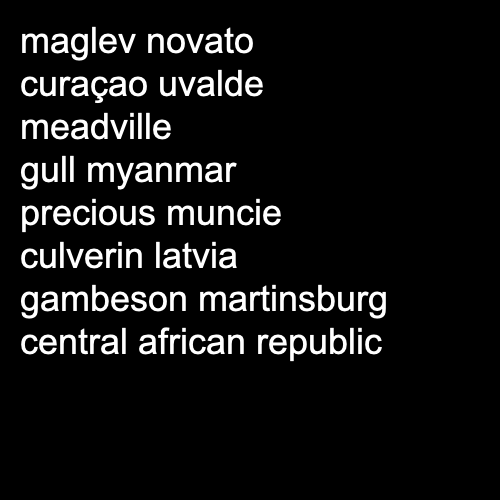 maglev novato
curaçao uvalde
meadville
gull myanmar
precious muncie
culverin latvia
gambeson martinsburg
central african republic